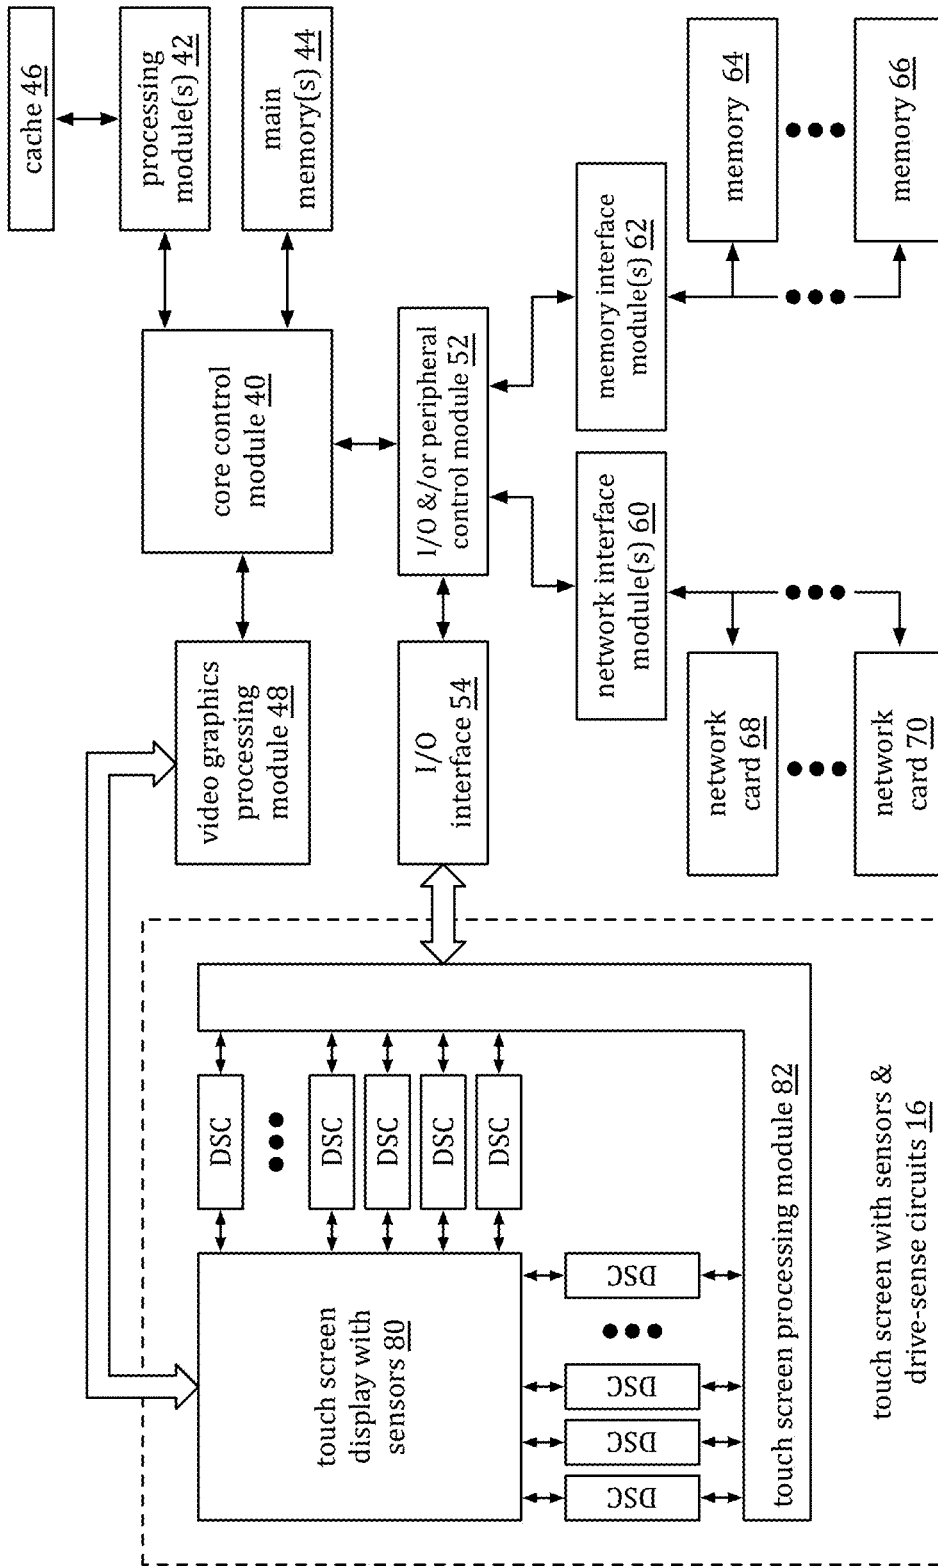 touch screen
display with
sensors 80
DSC
DSC
DSC
DSC
DSC
DSC
DSC
DSC
DSC
touch screen processing module 82
touch screen with sensors &
drive-sense circuits 16
video graphics
processing
module 48
I/O
interface 54
core control
module 40
I/O &/or peripheral
control module 52
cache 46
processing
module(s) 42
main
memory(s) 44
network interface
module(s) 60
memory interface
module(s) 62
network
card 68
network
card 70
memory 64
memory 66